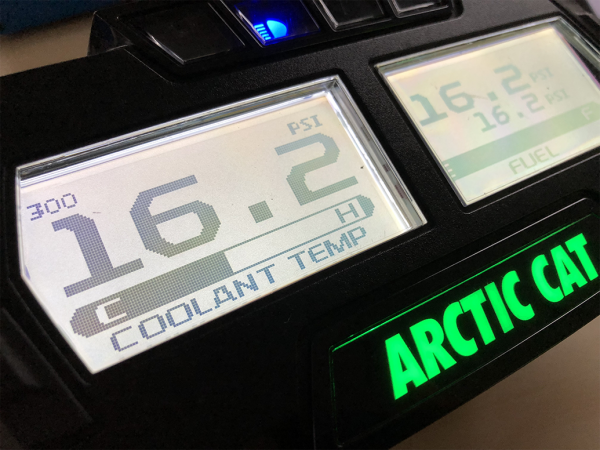 PSI
300
16.2
C H
COOLANT TEMP
16.2 PSI
16.2 PSI
FUEL
ARCTIC CAT